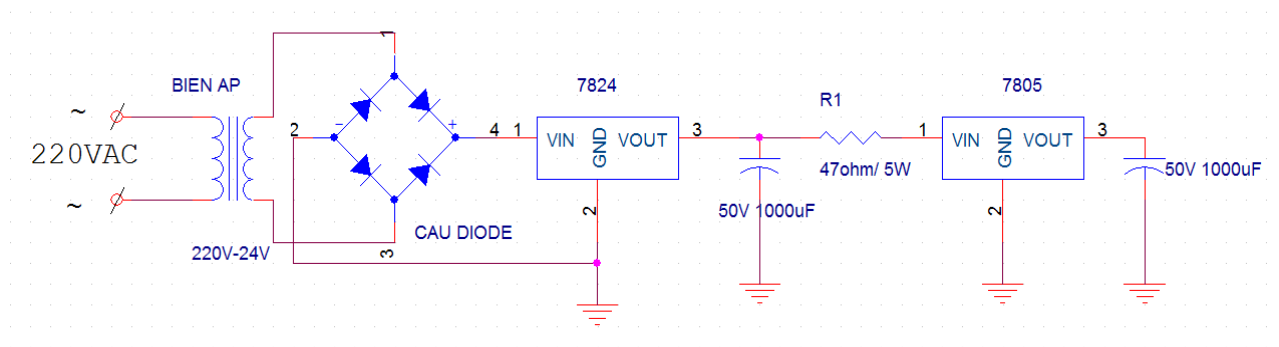 BIEN AP
~
220VAC
~
220V-24V
1
2
−
+
4
3
CAU DIODE
7824
1
VIN
GND
VOUT
3
2
50V 1000uF
R1
47ohm/ 5W
7805
1
VIN
GND
VOUT
3
2
50V 1000uF